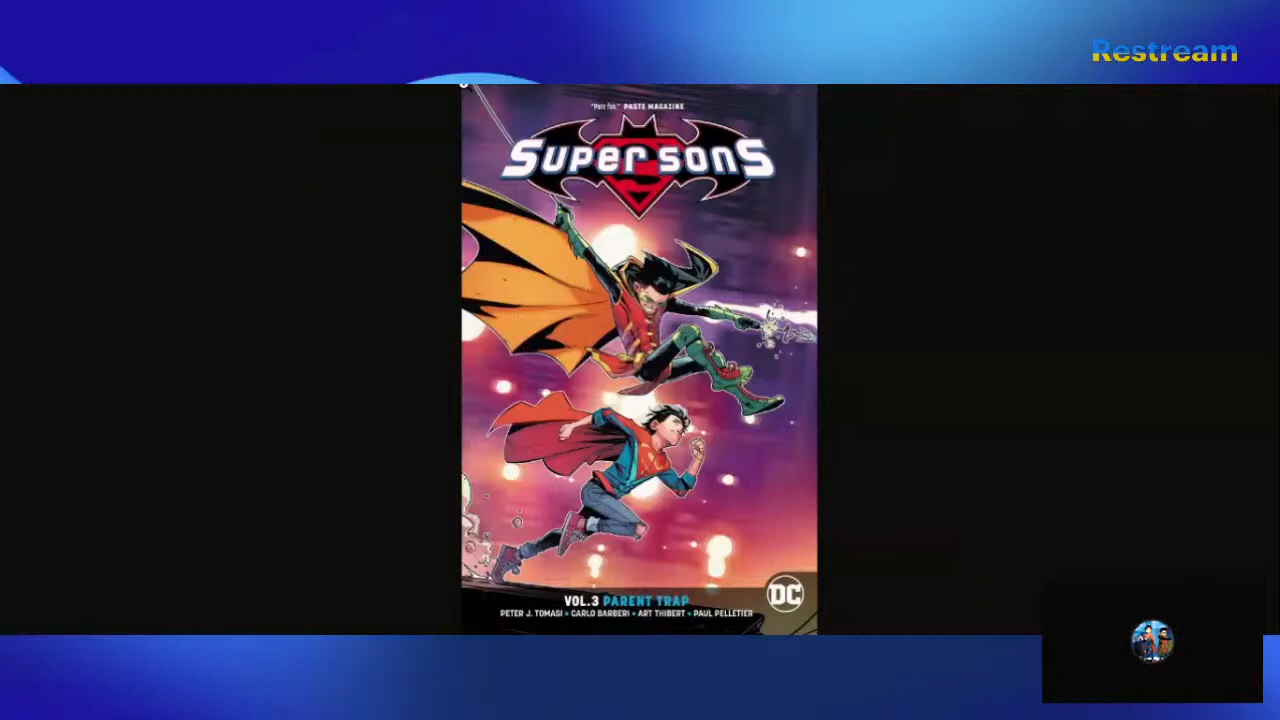 Restream
"Pure fun." PASTE MAGAZINE
SUPER SONS
VOL.3 PARENT TRAP
DC
PETER J. TOMASI • CARLO BARBERI • ART THIBERT • PAUL PELLETIER